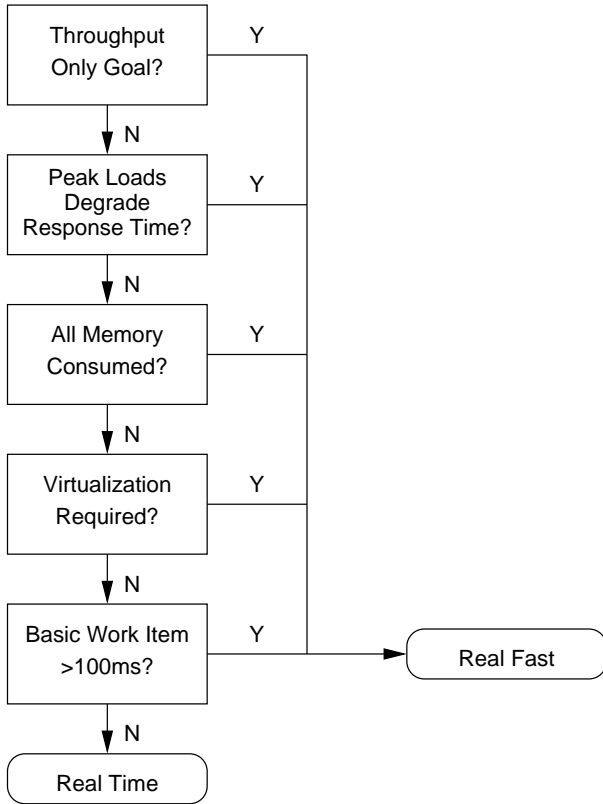 Throughput
Only Goal?
Y
N
Peak Loads
Degrade
Response Time?
Y
N
All Memory
Consumed?
Y
N
Virtualization
Required?
Y
N
Basic Work Item
>100ms?
Y
Real Fast
N
Real Time